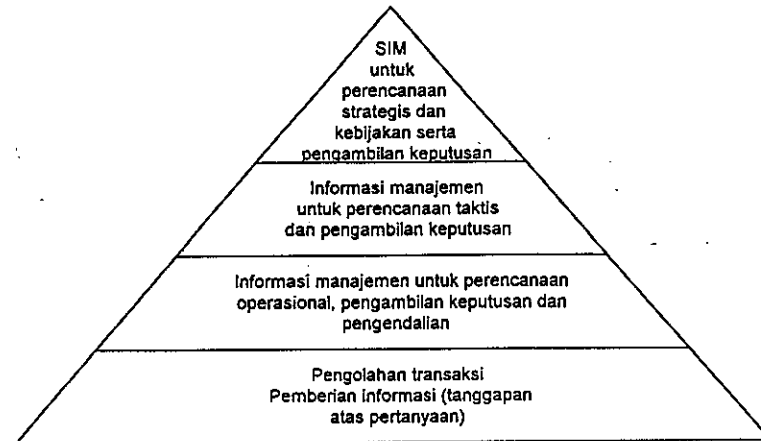 SIM
untuk
perencanaan
strategis dan
kebijakan serta
pengambilan keputusan
Informasi manajemen
untuk perencanaan taktis
dan pengambilan keputusan
Informasi manajemen untuk perencanaan
operasional, pengambilan keputusan dan
pengendalian
Pengolahan transaksi
Pemberian informasi (tanggapan
atas pertanyaan)